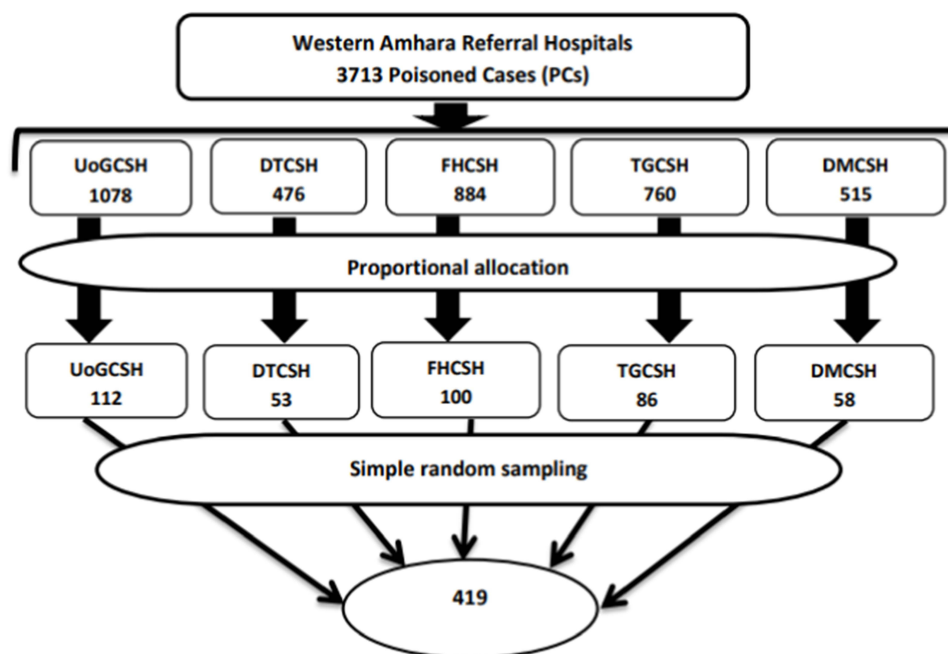 Western Amhara Referral Hospitals
3713 Poisoned Cases (PCs)
UoGCSH
1078
DTCSH
476
FHCSH
884
TGCSH
760
DMCSH
515
Proportional allocation
UoGCSH
112
DTCSH
53
FHCSH
100
TGCSH
86
DMCSH
58
Simple random sampling
419